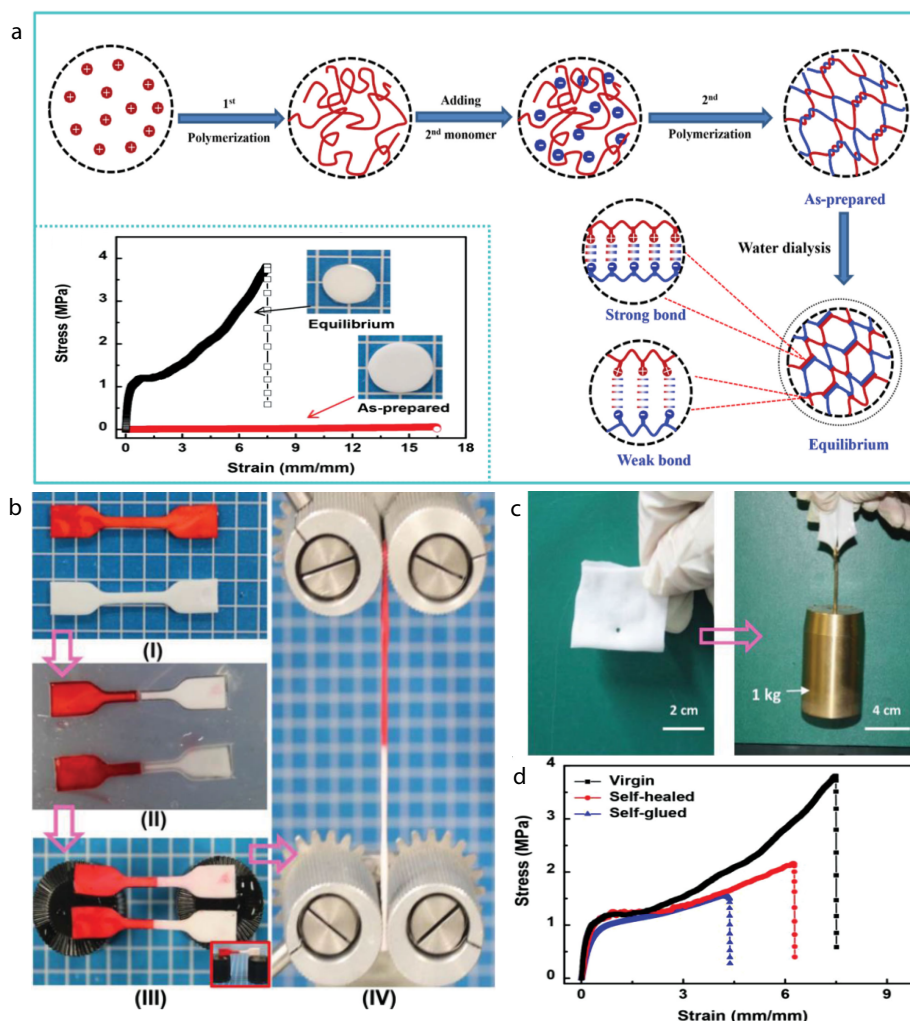 a
1st
Polymerization
Adding
2nd monomer
2nd
Polymerization
As-prepared
Water dialysis
Strong bond
Weak bond
Equilibrium
Stress (MPa)
4
3
2
1
0
Equilibrium
As-prepared
0 3 6 9 12 15 18
Strain (mm/mm)
b
(I)
(II)
(III)
(IV)
c
2 cm
1 kg
4 cm
d
Stress (MPa)
4
3
2
1
0
Virgin
Self-healed
Self-glued
0 3 6 9
Strain (mm/mm)